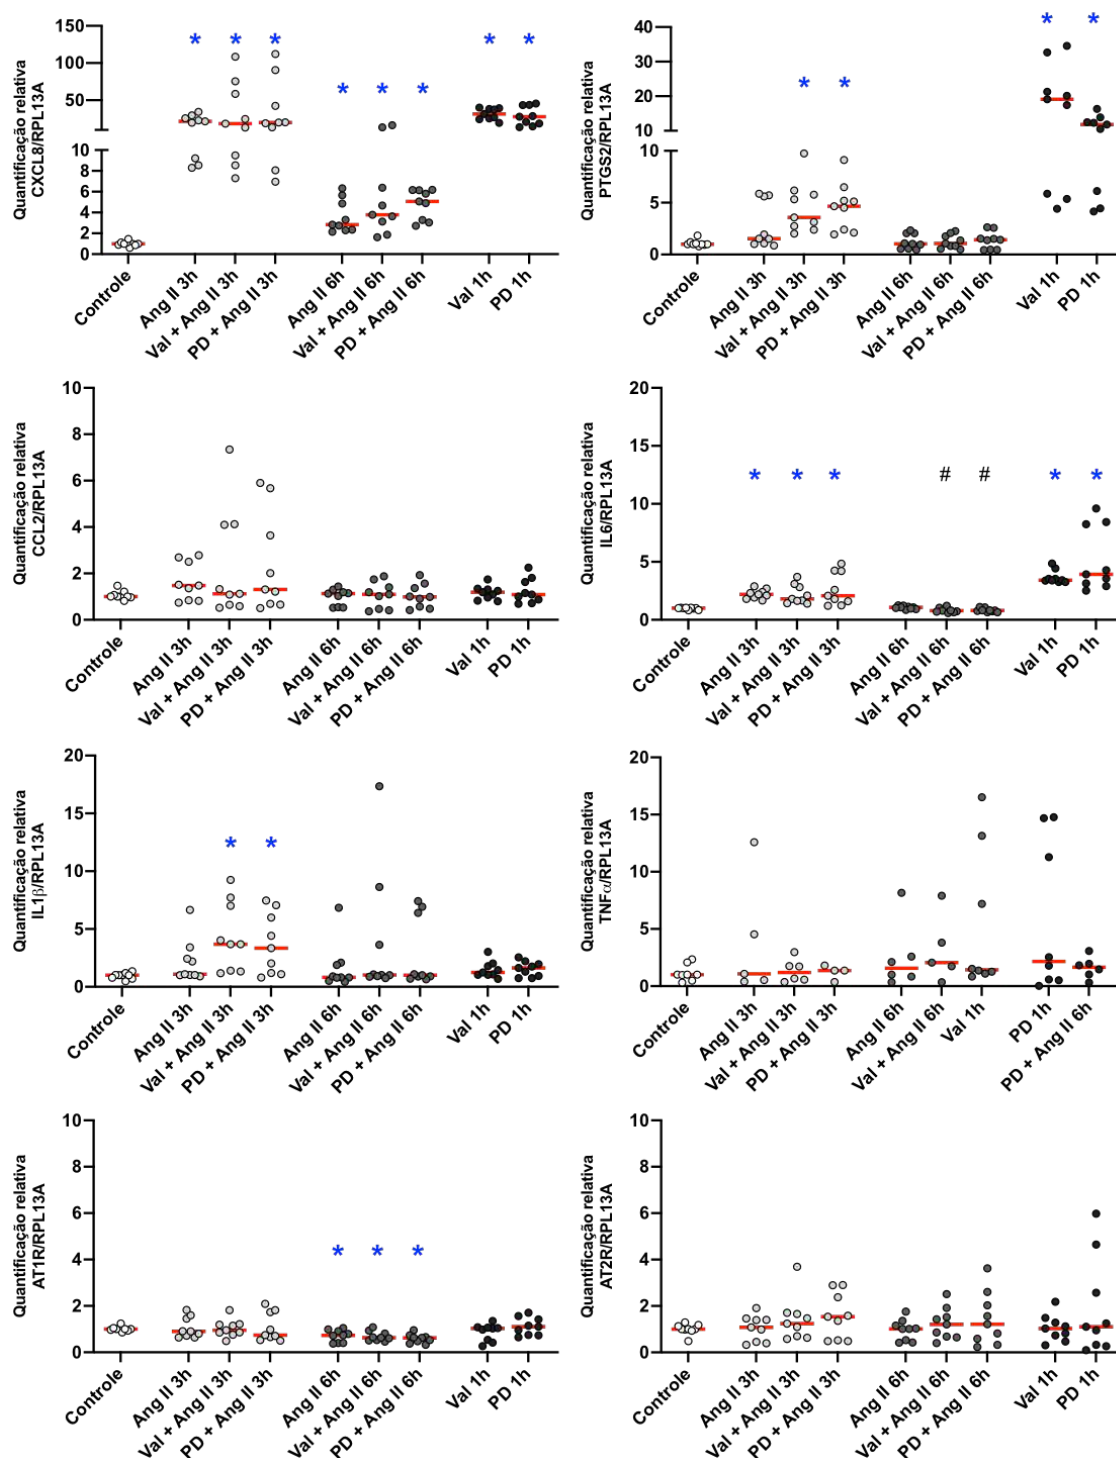 Quantificação relativa
CXCL8/RPL13A
150
100
50
10
8
6
4
2
0
* * * * * * * *
Controle
Ang II 3h
Val + Ang II 3h
PD + Ang II 3h
Ang II 6h
Val + Ang II 6h
PD + Ang II 6h
Val 1h
PD 1h
Quantificação relativa
PTGS2/RPL13A
40
30
20
10
10
5
0
* * * *
Controle
Ang II 3h
Val + Ang II 3h
PD + Ang II 3h
Ang II 6h
Val + Ang II 6h
PD + Ang II 6h
Val 1h
PD 1h
Quantificação relativa
CCL2/RPL13A
10
8
6
4
2
0
Controle
Ang II 3h
Val + Ang II 3h
PD + Ang II 3h
Ang II 6h
Val + Ang II 6h
PD + Ang II 6h
Val 1h
PD 1h
Quantificação relativa
IL6/RPL13A
20
15
10
5
0
* * * # # * *
Controle
Ang II 3h
Val + Ang II 3h
PD + Ang II 3h
Ang II 6h
Val + Ang II 6h
PD + Ang II 6h
Val 1h
PD 1h
Quantificação relativa
IL1β/RPL13A
20
15
10
5
0
* *
Controle
Ang II 3h
Val + Ang II 3h
PD + Ang II 3h
Ang II 6h
Val + Ang II 6h
PD + Ang II 6h
Val 1h
PD 1h
Quantificação relativa
TNFα/RPL13A
20
15
10
5
0
Controle
Ang II 3h
Val + Ang II 3h
PD + Ang II 3h
Ang II 6h
Val + Ang II 6h
Val 1h
PD 1h
PD + Ang II 6h
Quantificação relativa
AT1R/RPL13A
10
8
6
4
2
0
* * *
Controle
Ang II 3h
Val + Ang II 3h
PD + Ang II 3h
Ang II 6h
Val + Ang II 6h
PD + Ang II 6h
Val 1h
PD 1h
Quantificação relativa
AT2R/RPL13A
10
8
6
4
2
0
Controle
Ang II 3h
Val + Ang II 3h
PD + Ang II 3h
Ang II 6h
Val + Ang II 6h
PD + Ang II 6h
Val 1h
PD 1h